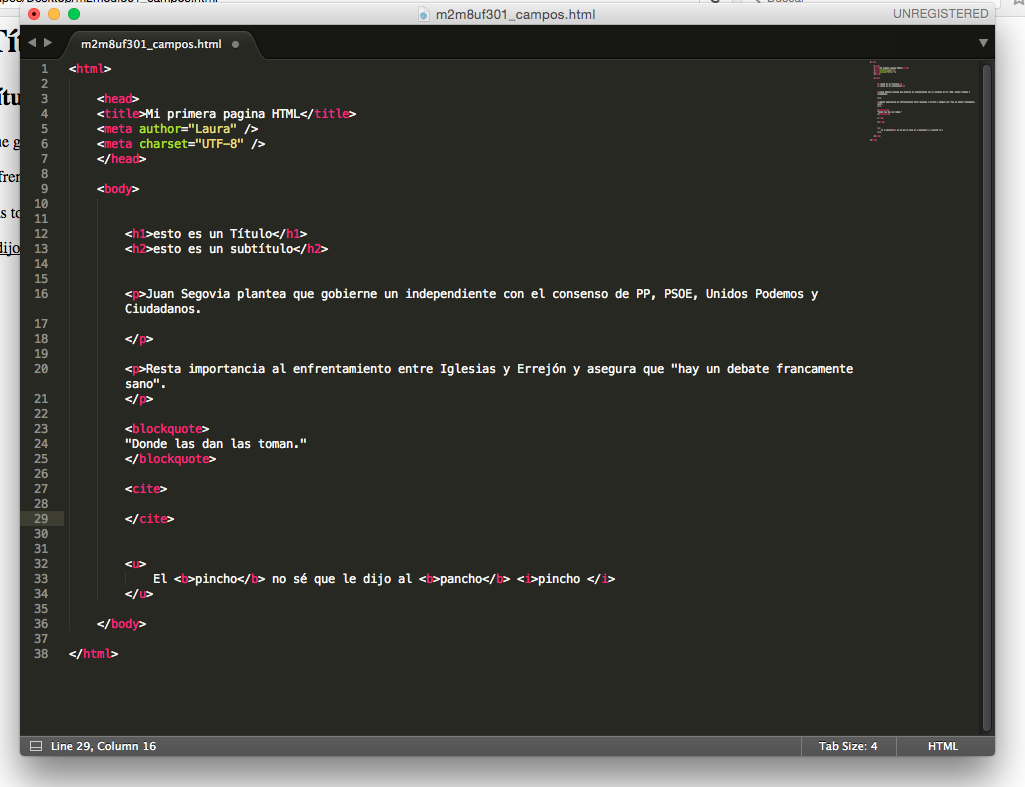 m2m8uf301_campos.html
UNREGISTERED
m2m8uf301_campos.html
1 <html>
2
3 <head>
4 <title>Mi primera pagina HTML</title>
5 <meta author="Laura" />
6 <meta charset="UTF-8" />
7 </head>
8
9 <body>
10
11
12 <h1>esto es un Título</h1>
13 <h2>esto es un subtítulo</h2>
14
15
16 <p>Juan Segovia plantea que gobierne un independiente con el consenso de PP, PSOE, Unidos Podemos y
Ciudadanos.
17
18 </p>
19
20 <p>Resta importancia al enfrentamiento entre Iglesias y Errejón y asegura que "hay un debate francamente
sano".
21 </p>
22
23 <blockquote>
24 "Donde las dan las toman."
25 </blockquote>
26
27 <cite>
28
29 </cite>
30
31
32 <u>
33 El <b>pincho</b> no sé que le dijo al <b>pancho</b> <i>pincho </i>
34 </u>
35
36 </body>
37
38 </html>
Line 29, Column 16
Tab Size: 4
HTML